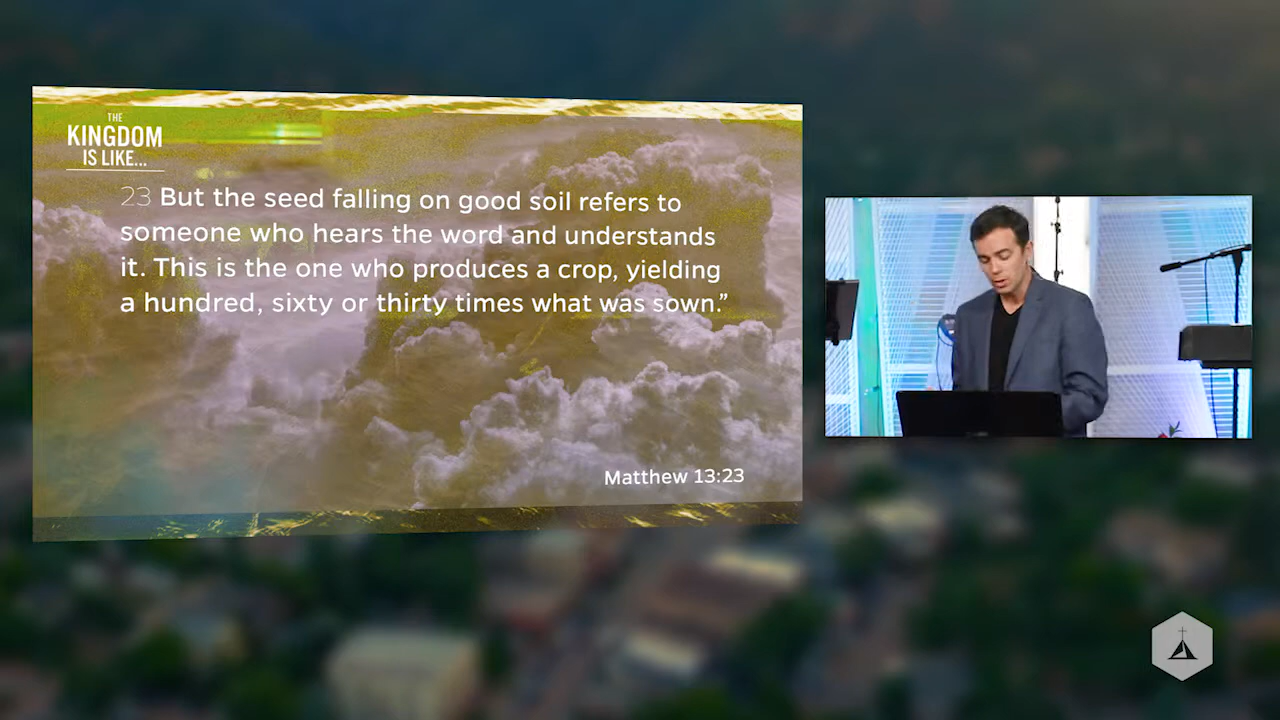 THE
KINGDOM
IS LIKE...
23 But the seed falling on good soil refers to
someone who hears the word and understands
it. This is the one who produces a crop, yielding
a hundred, sixty or thirty times what was sown.”
Matthew 13:23